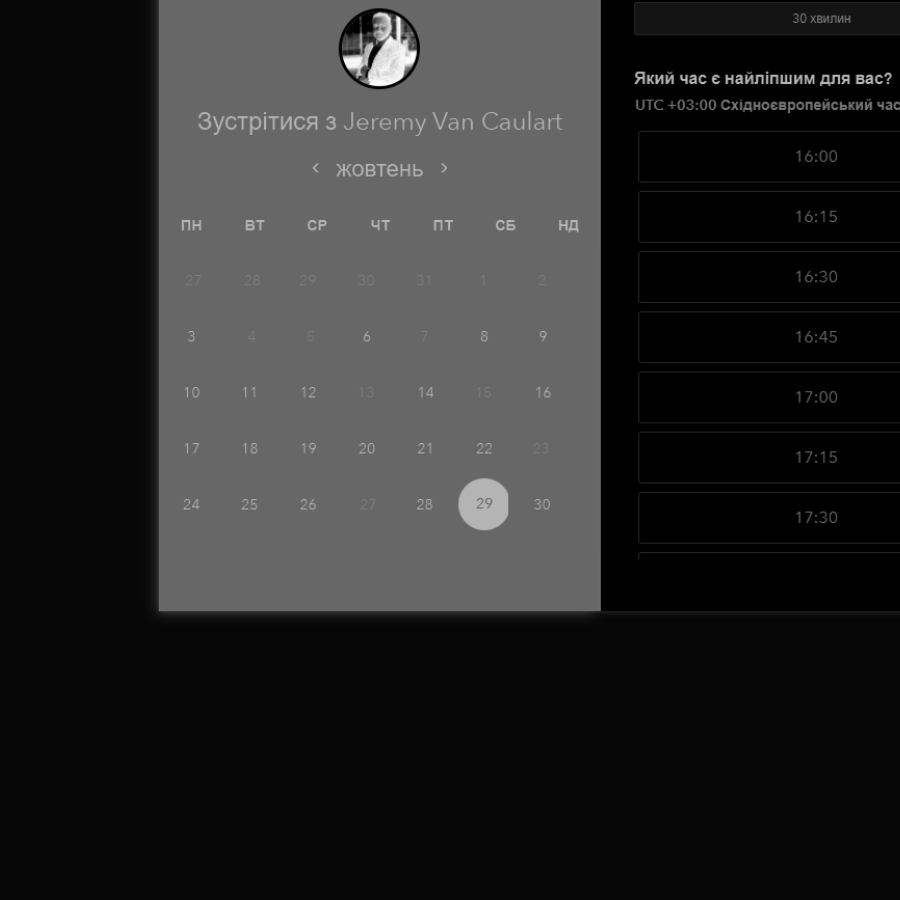 Зустрітися з Jeremy Van Caulart
жовтень
ПН ВТ СР ЧТ ПТ СБ НД
27 28 29 30 31 1 2
3 4 5 6 7 8 9
10 11 12 13 14 15 16
17 18 19 20 21 22 23
24 25 26 27 28 29 30
30 хвилин
Який час є найліпшим для вас?
UTC +03:00 Східноєвропейський час
16:00
16:15
16:30
16:45
17:00
17:15
17:30